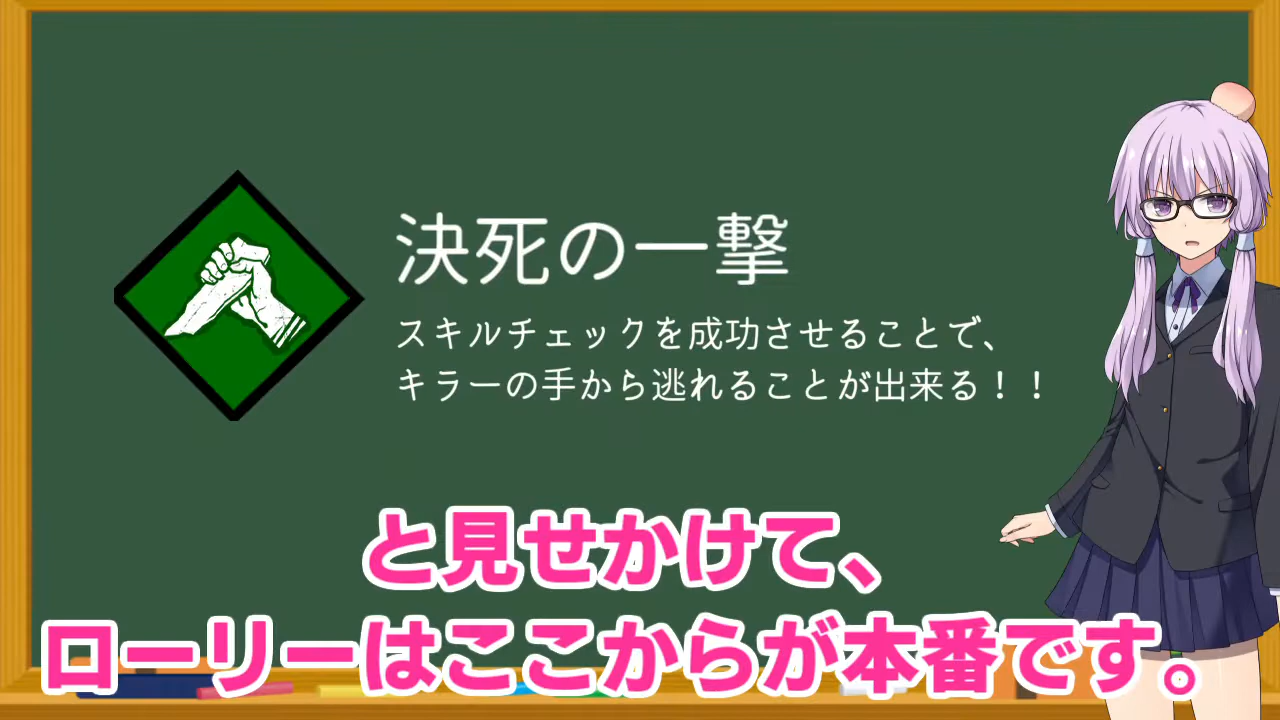 決死の一撃
スキルチェックを成功させることで、
キラーの手から逃れることが出来る！！
と見せかけて、
ローリーはここからが本番です。